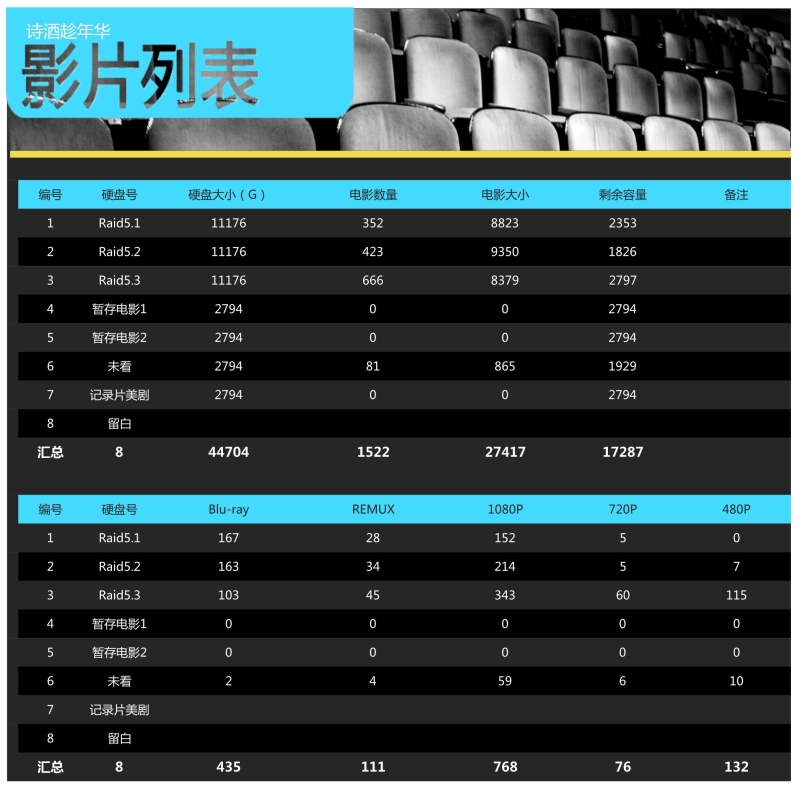 诗酒趁年华
影片列表
编号 硬盘号 硬盘大小（G） 电影数量 电影大小 剩余容量 备注
1 Raid5.1 11176 352 8823 2353
2 Raid5.2 11176 423 9350 1826
3 Raid5.3 11176 666 8379 2797
4 暂存电影1 2794 0 0 2794
5 暂存电影2 2794 0 0 2794
6 未看 2794 81 865 1929
7 记录片美剧 2794 0 0 2794
8 留白
汇总 8 44704 1522 27417 17287
编号 硬盘号 Blu-ray REMUX 1080P 720P 480P
1 Raid5.1 167 28 152 5 0
2 Raid5.2 163 34 214 5 7
3 Raid5.3 103 45 343 60 115
4 暂存电影1 0 0 0 0 0
5 暂存电影2 0 0 0 0 0
6 未看 2 4 59 6 10
7 记录片美剧
8 留白
汇总 8 435 111 768 76 132